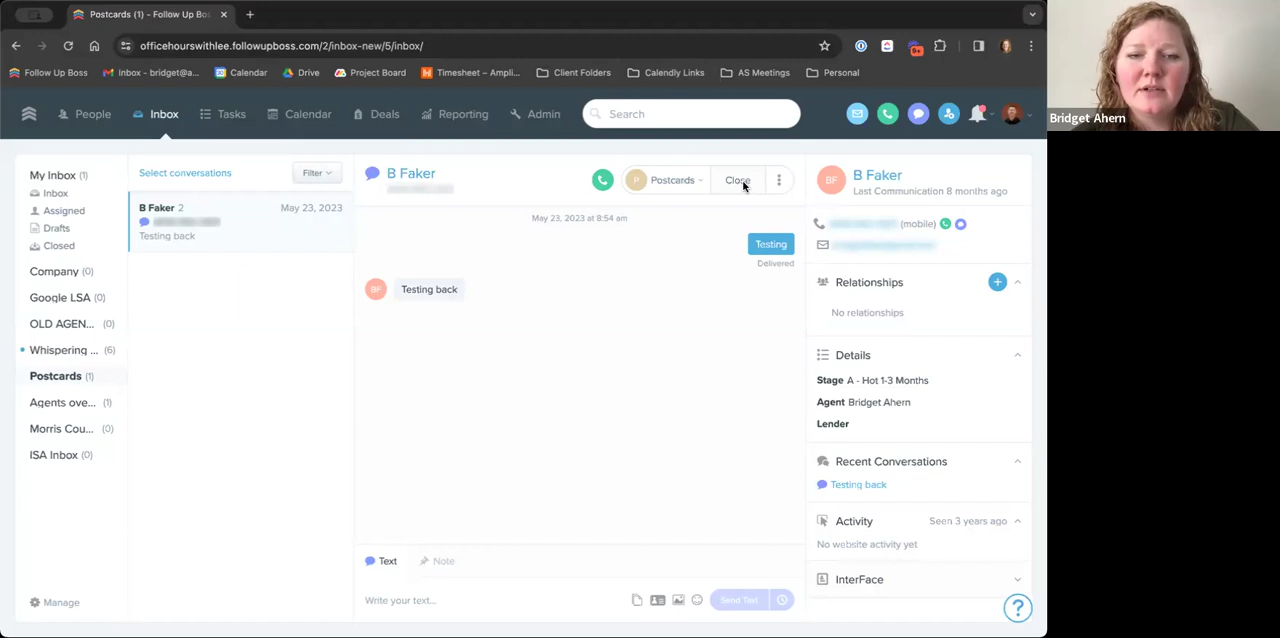 Postcards (1) - Follow Up Bos
officehourswithlee.followupboss.com/2/inbox-new/5/inbox/
9+
Follow Up Boss
Inbox - bridget@a...
Calendar
Drive
Project Board
Timesheet – Ampli...
Client Folders
Calendly Links
AS Meetings
Personal
People
Inbox
Tasks
Calendar
Deals
Reporting
Admin
Search
Bridget Ahern
My Inbox (1)
Inbox
Assigned
Drafts
Closed
Company (0)
Google LSA (0)
OLD AGEN... (0)
Whispering ... (6)
Postcards (1)
Agents ove... (1)
Morris Cou... (0)
ISA Inbox (0)
Manage
Select conversations
Filter
B Faker 2 May 23, 2023
Testing back
B Faker
P Postcards
Close
May 23, 2023 at 8:54 am
Testing
Delivered
BF Testing back
Text
Note
Write your text...
Send Text
BF B Faker
Last Communication 8 months ago
(mobile)
Relationships
No relationships
Details
Stage A - Hot 1-3 Months
Agent Bridget Ahern
Lender
Recent Conversations
Testing back
Activity Seen 3 years ago
No website activity yet
InterFace
?